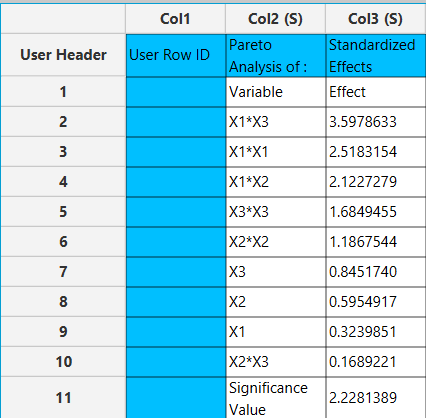 Col1 Col2 (S) Col3 (S)
User Header User Row ID Pareto Analysis of : Standardized Effects
1 Variable Effect
2 X1*X3 3.5978633
3 X1*X1 2.5183154
4 X1*X2 2.1227279
5 X3*X3 1.6849455
6 X2*X2 1.1867544
7 X3 0.8451740
8 X2 0.5954917
9 X1 0.3239851
10 X2*X3 0.1689221
11 Significance Value 2.2281389